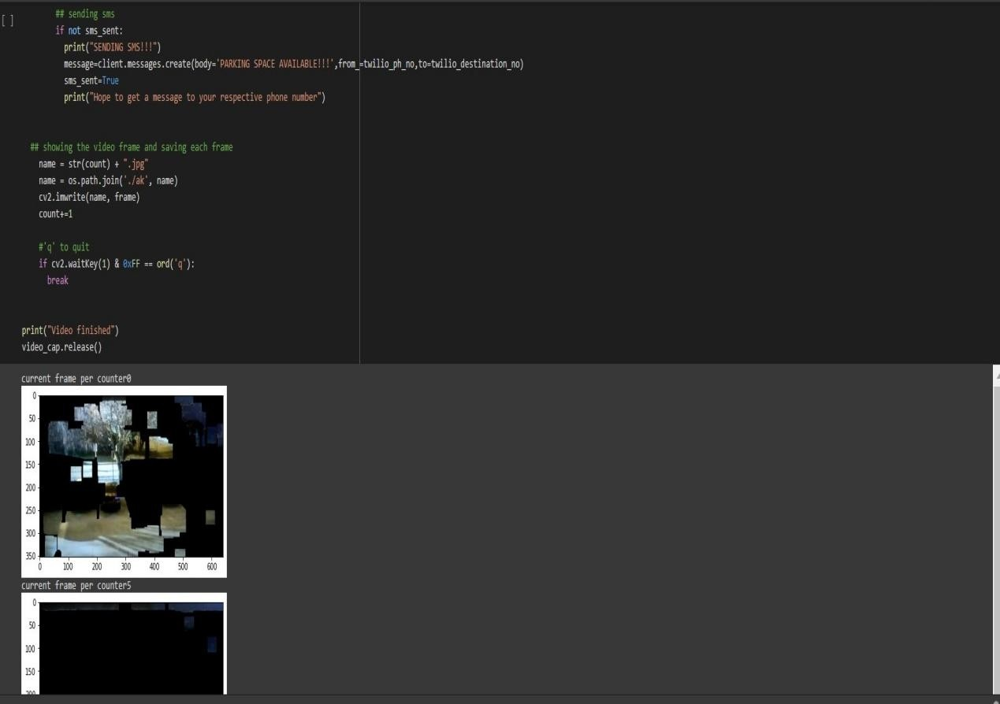 [ ]
## sending sms
if not sms_sent:
print("SENDING SMS!!!")
message=client.messages.create(body='PARKING SPACE AVAILABLE!!!',from_=twilio_ph_no,to=twilio_destination_no)
sms_sent=True
print("Hope to get a message to your respective phone number")
## showing the video frame and saving each frame
name = str(count) + ".jpg"
name = os.path.join('./ak', name)
cv2.imwrite(name, frame)
count+=1
#'q' to quit
if cv2.waitKey(1) & 0xFF == ord('q'):
break
print("Video finished")
video_cap.release()
current frame per counter0
0
50
100
150
200
250
300
350
0 100 200 300 400 500 600
current frame per counter5
0
50
100
150
200